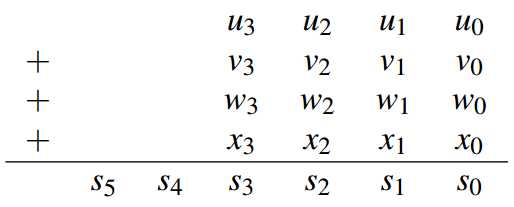 u₃ u₂ u₁ u₀
+ v₃ v₂ v₁ v₀
+ w₃ w₂ w₁ w₀
+ x₃ x₂ x₁ x₀
s₅ s₄ s₃ s₂ s₁ s₀